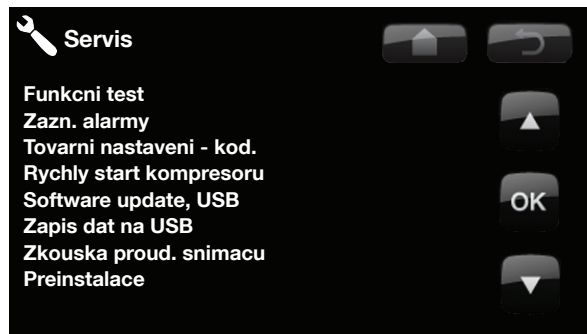 Servis
Funkcni test
Zazn. alarmy
Tovarni nastaveni - kod.
Rychly start kompresoru
Software update, USB
OK
Zapis dat na USB
Zkouska proud. snimacu
Preinstalace